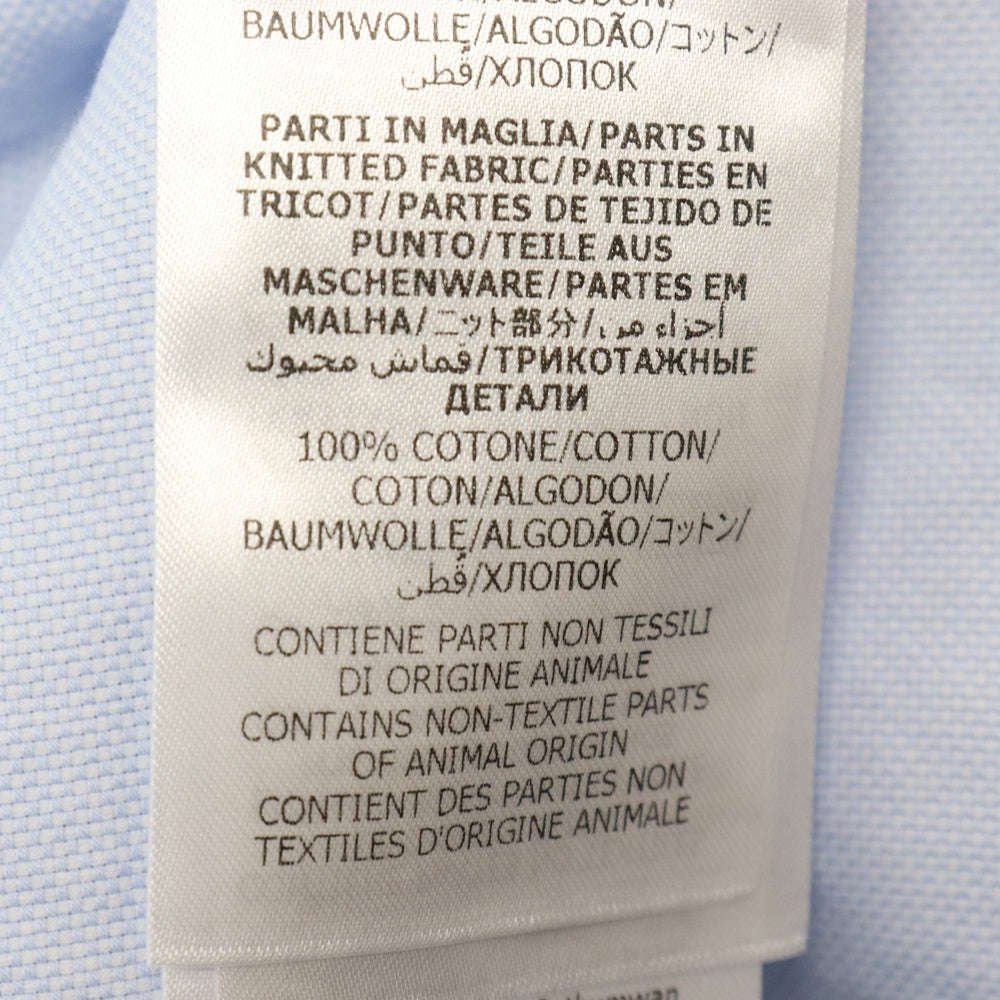 BAUMWOLLE/ALGODÃO/コットン/
قُطن/ХЛОПОК
PARTI IN MAGLIA/PARTS IN
KNITTED FABRIC/PARTIES EN
TRICOT/PARTES DE TEJIDO DE
PUNTO/TEILE AUS
MASCHENWARE/PARTES EM
MALHA/ニット部分/أجزاء من
قماش محبوك/ТРИКОТАЖНЫЕ
ДЕТАЛИ
100% COTONE/COTTON/
COTON/ALGODON/
BAUMWOLLE/ALGODÃO/コットン/
قُطن/ХЛОПОК
CONTIENE PARTI NON TESSILI
DI ORIGINE ANIMALE
CONTAINS NON-TEXTILE PARTS
OF ANIMAL ORIGIN
CONTIENT DES PARTIES NON
TEXTILES D'ORIGINE ANIMALE